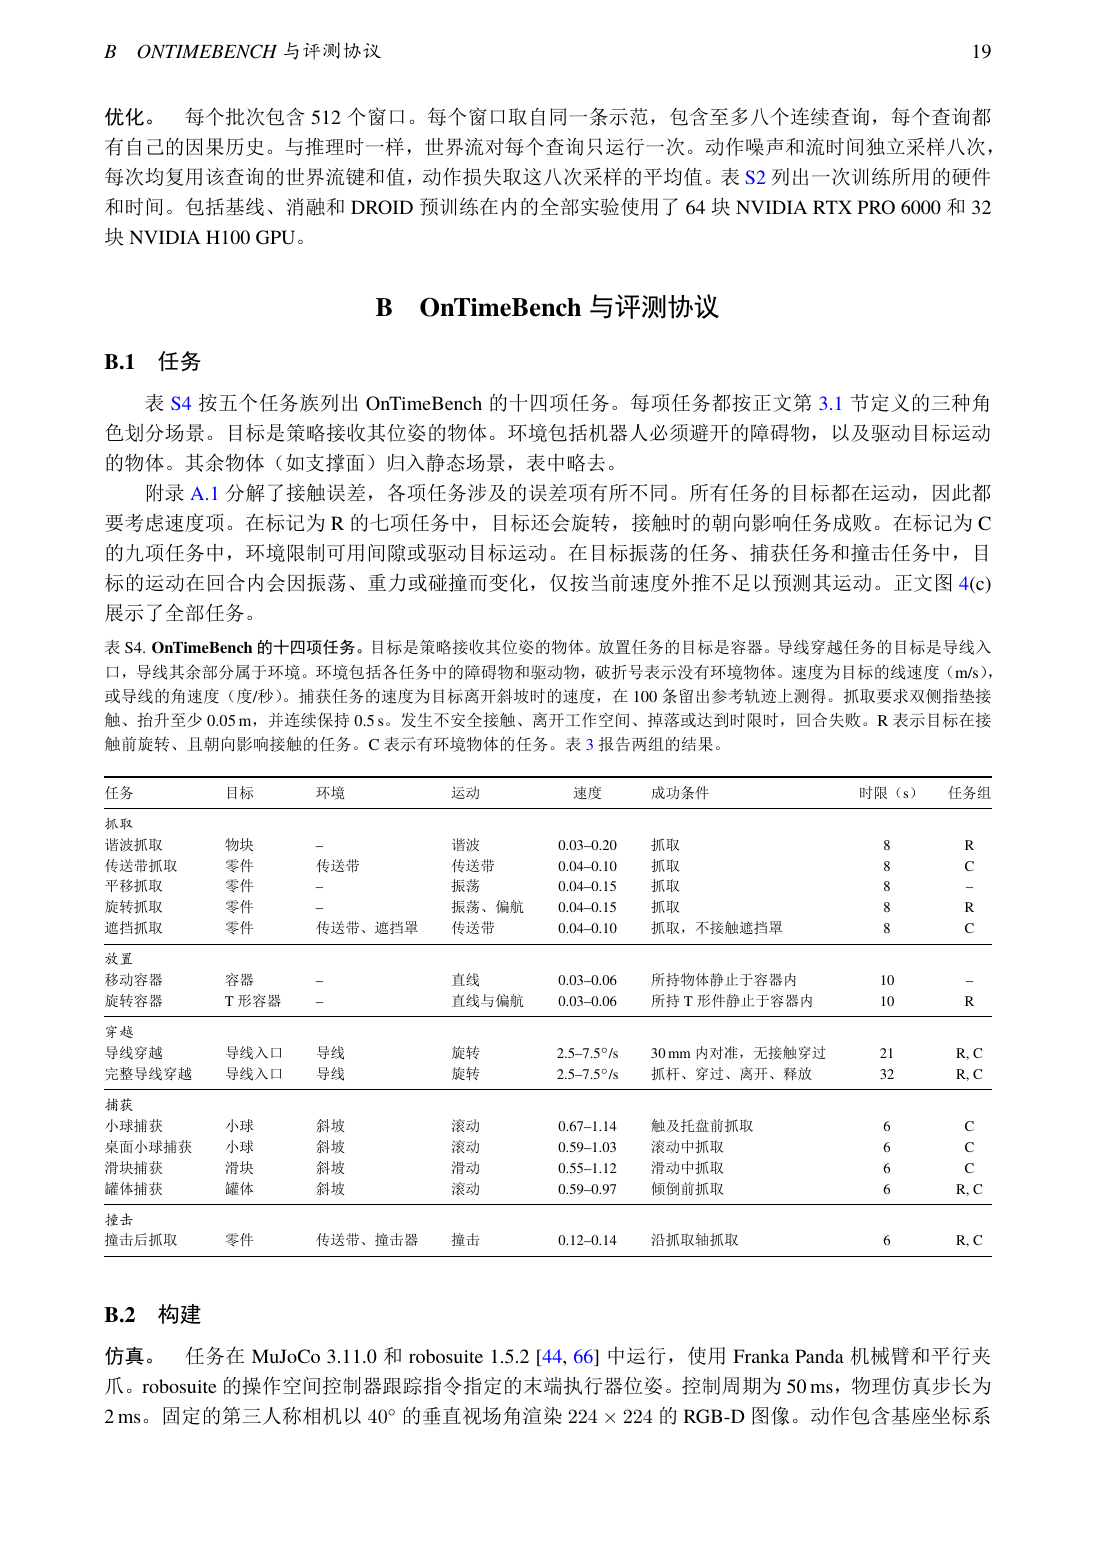 B ONTIMEBENCH 与评测协议 19
优化。 每个批次包含 512 个窗口。每个窗口取自同一条示范，包含至多八个连续查询，每个查询都
有自己的因果历史。与推理时一样，世界流对每个查询只运行一次。动作噪声和流时间独立采样八次，
每次均复用该查询的世界流键和值，动作损失取这八次采样的平均值。表 S2 列出一次训练所用的硬件
和时间。包括基线、消融和 DROID 预训练在内的全部实验使用了 64 块 NVIDIA RTX PRO 6000 和 32
块 NVIDIA H100 GPU。
B OnTimeBench 与评测协议
B.1 任务
表 S4 按五个任务族列出 OnTimeBench 的十四项任务。每项任务都按正文第 3.1 节定义的三种角
色划分场景。目标是策略接收其位姿的物体。环境包括机器人必须避开的障碍物，以及驱动目标运动
的物体。其余物体（如支撑面）归入静态场景，表中略去。
附录 A.1 分解了接触误差，各项任务涉及的误差项有所不同。所有任务的目标都在运动，因此都
要考虑速度项。在标记为 R 的七项任务中，目标还会旋转，接触时的朝向影响任务成败。在标记为 C
的九项任务中，环境限制可用间隙或驱动目标运动。在目标振荡的任务、捕获任务和撞击任务中，目
标的运动在回合内会因振荡、重力或碰撞而变化，仅按当前速度外推不足以预测其运动。正文图 4(c)
展示了全部任务。
表 S4. OnTimeBench 的十四项任务。目标是策略接收其位姿的物体。放置任务的目标是容器。导线穿越任务的目标是导线入
口，导线其余部分属于环境。环境包括各任务中的障碍物和驱动物，破折号表示没有环境物体。速度为目标的线速度（m/s），
或导线的角速度（度/秒）。捕获任务的速度为目标离开斜坡时的速度，在 100 条留出参考轨迹上测得。抓取要求双侧指垫接
触、抬升至少 0.05 m，并连续保持 0.5 s。发生不安全接触、离开工作空间、掉落或达到时限时，回合失败。R 表示目标在接
触前旋转、且朝向影响接触的任务。C 表示有环境物体的任务。表 3 报告两组的结果。
任务 目标 环境 运动 速度 成功条件 时限（s） 任务组
抓取
谐波抓取 物块 – 谐波 0.03–0.20 抓取 8 R
传送带抓取 零件 传送带 传送带 0.04–0.10 抓取 8 C
平移抓取 零件 – 振荡 0.04–0.15 抓取 8 –
旋转抓取 零件 – 振荡、偏航 0.04–0.15 抓取 8 R
遮挡抓取 零件 传送带、遮挡罩 传送带 0.04–0.10 抓取，不接触遮挡罩 8 C
放置
移动容器 容器 – 直线 0.03–0.06 所持物体静止于容器内 10 –
旋转容器 T 形容器 – 直线与偏航 0.03–0.06 所持 T 形件静止于容器内 10 R
穿越
导线穿越 导线入口 导线 旋转 2.5–7.5°/s 30 mm 内对准，无接触穿过 21 R, C
完整导线穿越 导线入口 导线 旋转 2.5–7.5°/s 抓杆、穿过、离开、释放 32 R, C
捕获
小球捕获 小球 斜坡 滚动 0.67–1.14 触及托盘前抓取 6 C
桌面小球捕获 小球 斜坡 滚动 0.59–1.03 滚动中抓取 6 C
滑块捕获 滑块 斜坡 滑动 0.55–1.12 滑动中抓取 6 C
罐体捕获 罐体 斜坡 滚动 0.59–0.97 倾倒前抓取 6 R, C
撞击
撞击后抓取 零件 传送带、撞击器 撞击 0.12–0.14 沿抓取轴抓取 6 R, C
B.2 构建
仿真。 任务在 MuJoCo 3.11.0 和 robosuite 1.5.2 [44, 66] 中运行，使用 Franka Panda 机械臂和平行夹
爪。robosuite 的操作空间控制器跟踪指令指定的末端执行器位姿。控制周期为 50 ms，物理仿真步长为
2 ms。固定的第三人称相机以 40° 的垂直视场角渲染 224 × 224 的 RGB-D 图像。动作包含基座坐标系